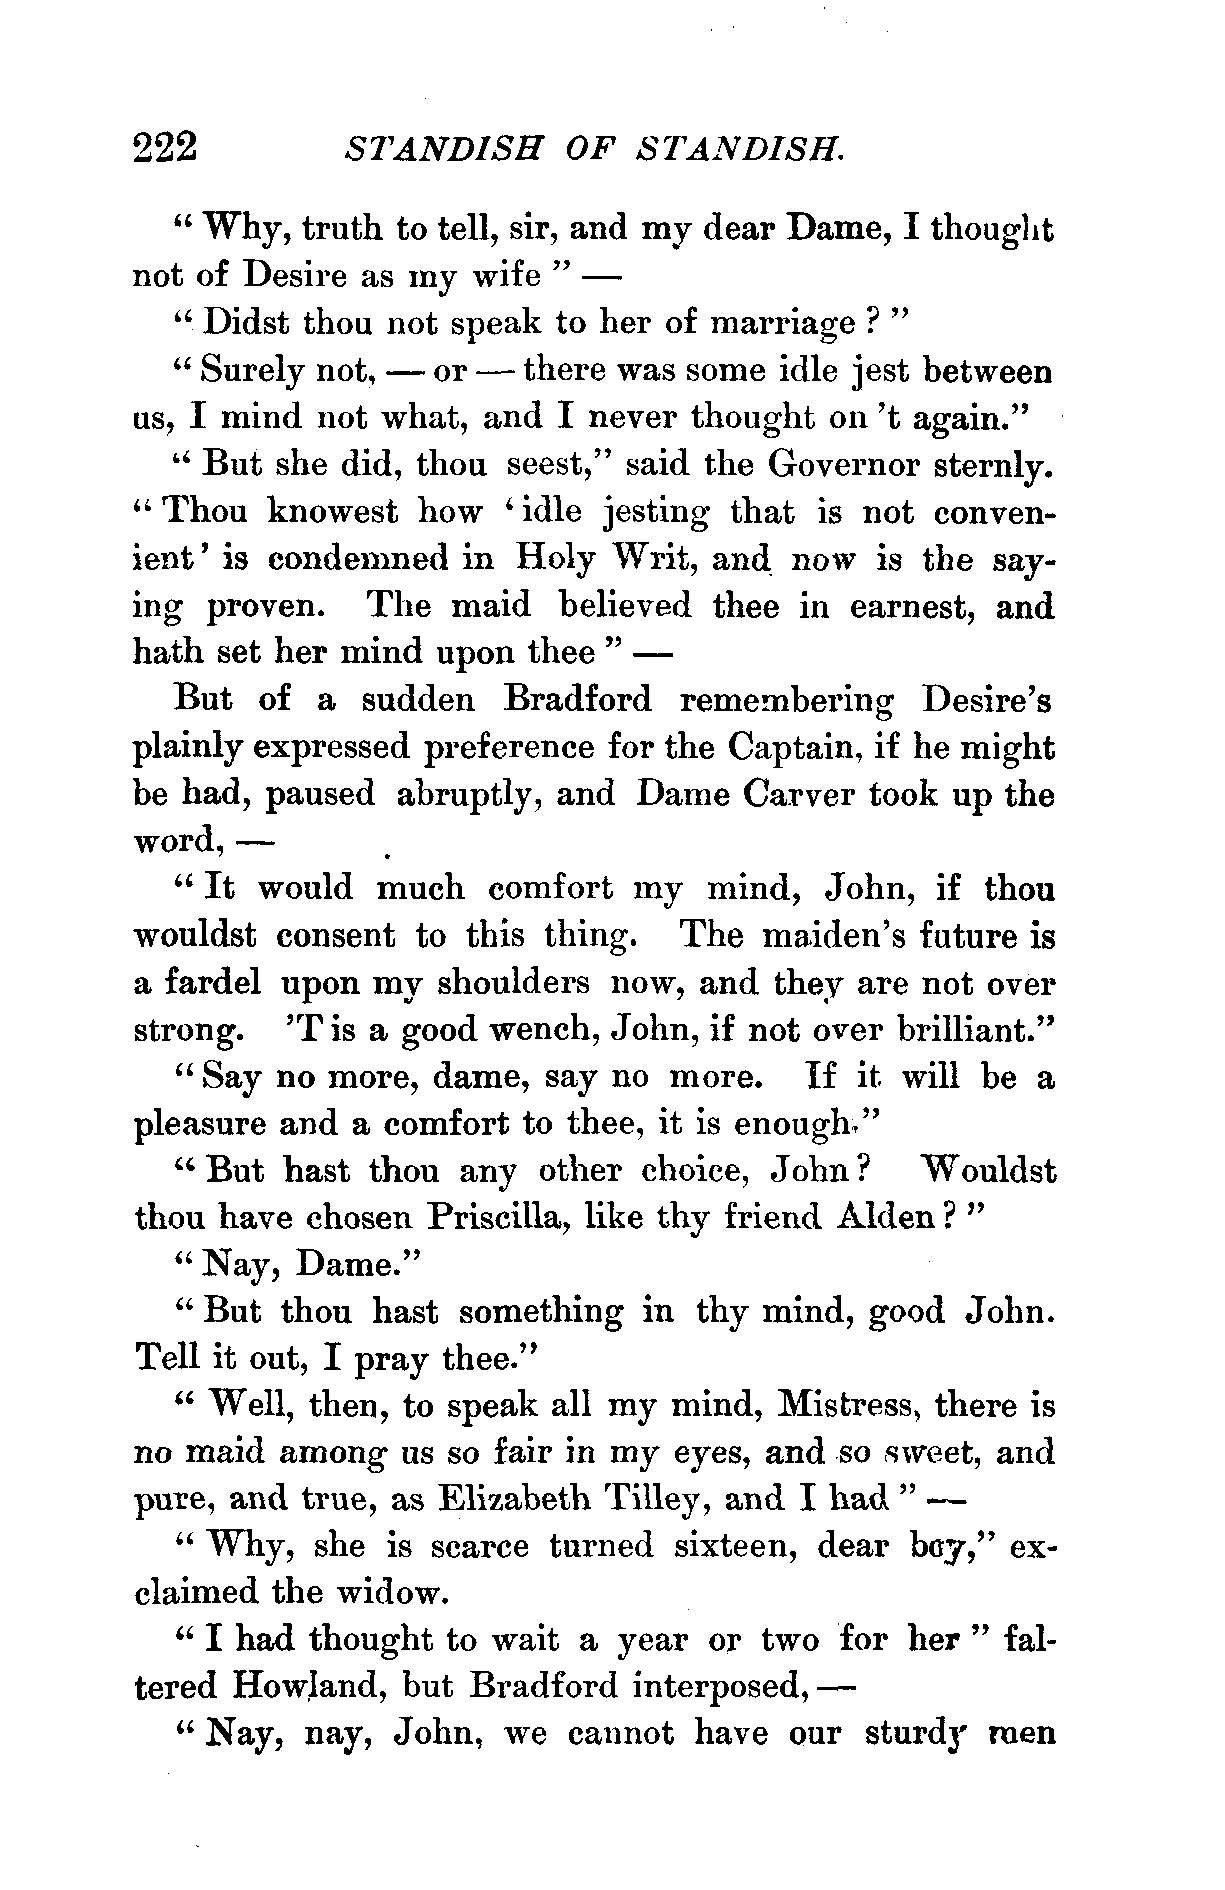 222 STANDISH OF STANDISH.
“ Why, truth to tell, sir, and my dear Dame, I thought
not of Desire as my wife ” —
“ Didst thou not speak to her of marriage ? ”
“ Surely not, — or — there was some idle jest between
us, I mind not what, and I never thought on 't again.”
“ But she did, thou seest,” said the Governor sternly.
“ Thou knowest how ‘ idle jesting that is not conven-
ient ’ is condemned in Holy Writ, and now is the say-
ing proven. The maid believed thee in earnest, and
hath set her mind upon thee ” —
But of a sudden Bradford remembering Desire's
plainly expressed preference for the Captain, if he might
be had, paused abruptly, and Dame Carver took up the
word, —
“ It would much comfort my mind, John, if thou
wouldst consent to this thing. The maiden's future is
a fardel upon my shoulders now, and they are not over
strong. 'T is a good wench, John, if not over brilliant.”
“ Say no more, dame, say no more. If it will be a
pleasure and a comfort to thee, it is enough.”
“ But hast thou any other choice, John ? Wouldst
thou have chosen Priscilla, like thy friend Alden ? ”
“ Nay, Dame.”
“ But thou hast something in thy mind, good John.
Tell it out, I pray thee.”
“ Well, then, to speak all my mind, Mistress, there is
no maid among us so fair in my eyes, and so sweet, and
pure, and true, as Elizabeth Tilley, and I had ” —
“ Why, she is scarce turned sixteen, dear boy,” ex-
claimed the widow.
“ I had thought to wait a year or two for her ” fal-
tered Howland, but Bradford interposed, —
“ Nay, nay, John, we cannot have our sturdy men